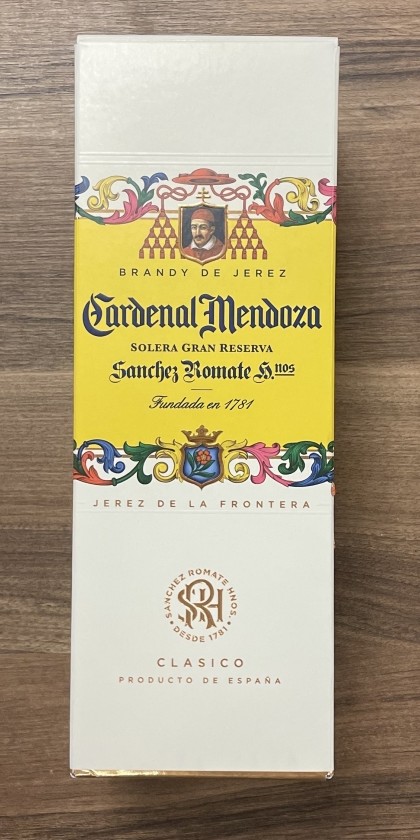 BRANDY DE JEREZ
Cardenal Mendoza
SOLERA GRAN RESERVA
Sanchez Romate H.nos
Fundada en 1781
JEREZ DE LA FRONTERA
SANCHEZ ROMATE HNOS.
SRH
• DESDE 1781 •
CLASICO
PRODUCTO DE ESPAÑA